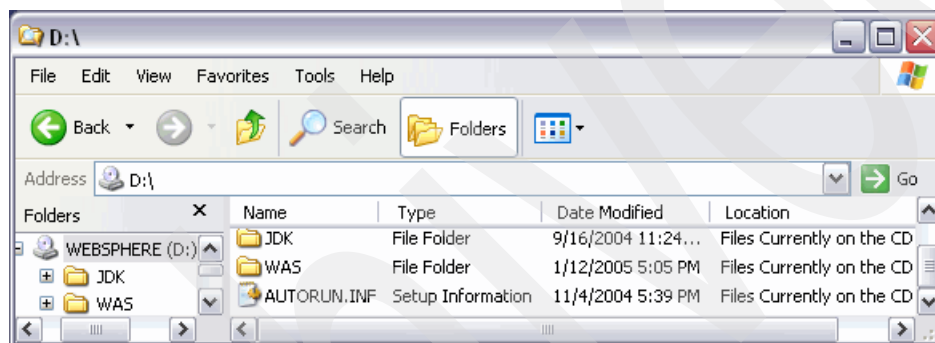 D:\
File Edit View Favorites Tools Help
Back Search Folders
Address D:\ Go
Folders Name Type Date Modified Location
WEBSPHERE (D:) JDK File Folder 9/16/2004 11:24... Files Currently on the CD
JDK WAS File Folder 1/12/2005 5:05 PM Files Currently on the CD
WAS AUTORUN.INF Setup Information 11/4/2004 5:39 PM Files Currently on the CD